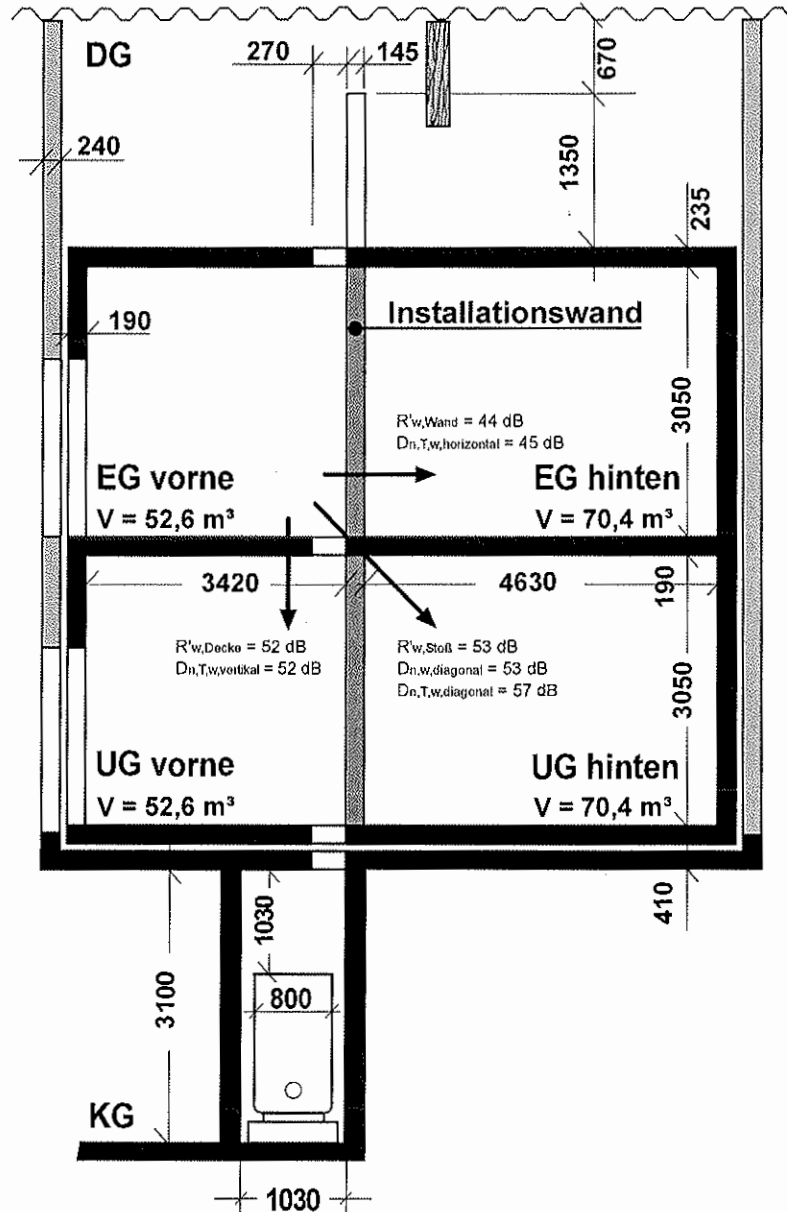 DG
270
145
670
240
1350
235
190
Installationswand
R'w,Wand = 44 dB
Dn,T,w,horizontal = 45 dB
3050
EG vorne
V = 52,6 m³
EG hinten
V = 70,4 m³
3420
4630
190
R'w,Decke = 52 dB
Dn,T,w,vertikal = 52 dB
R'w,Stoß = 53 dB
Dn,w,diagonal = 53 dB
Dn,T,w,diagonal = 57 dB
3050
UG vorne
V = 52,6 m³
UG hinten
V = 70,4 m³
410
1030
3100
800
KG
1030